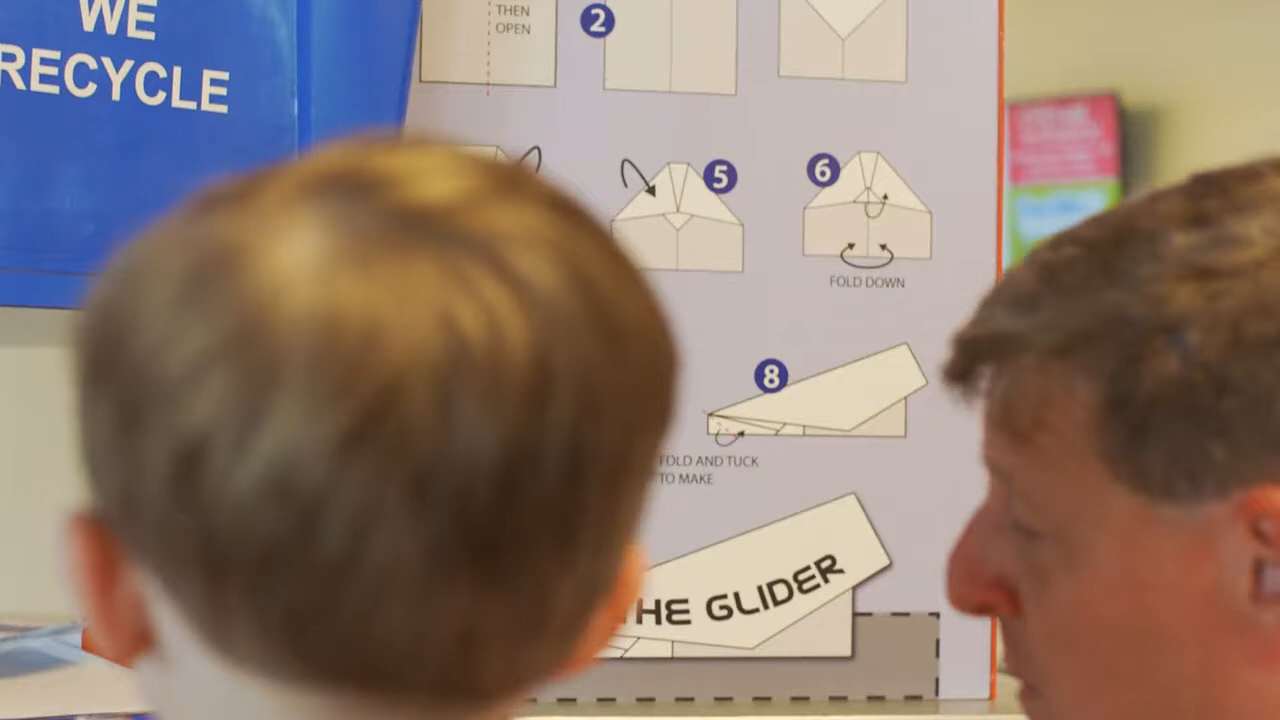 WE
RECYCLE
THEN
OPEN
2
5
6
FOLD DOWN
8
FOLD AND TUCK
TO MAKE
HE GLIDER